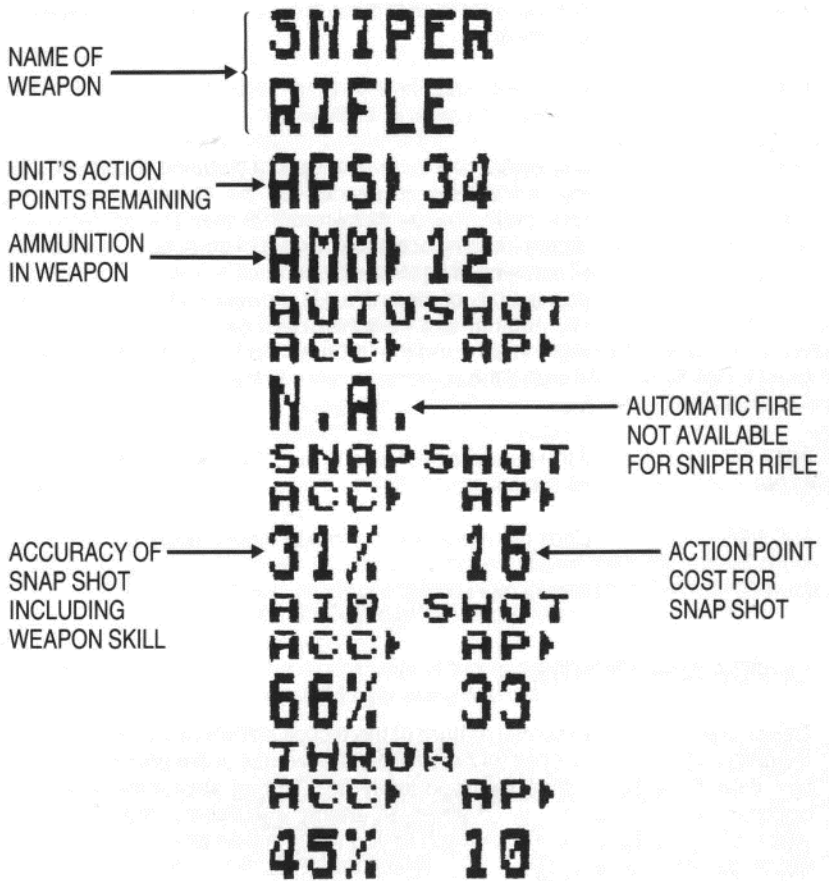 SNIPER
NAME OF
WEAPON
RIFLE
UNIT'S ACTION
POINTS REMAINING
APS 34
AMMUNITION
IN WEAPON
AMM 12
AUTOSHOT
ACC AP
N.A.
AUTOMATIC FIRE
NOT AVAILABLE
FOR SNIPER RIFLE
SNAPSHOT
ACC AP
ACCURACY OF
SNAP SHOT
INCLUDING
WEAPON SKILL
31% 16
ACTION POINT
COST FOR
SNAP SHOT
AIM SHOT
ACC AP
66% 33
THROW
ACC AP
45% 10